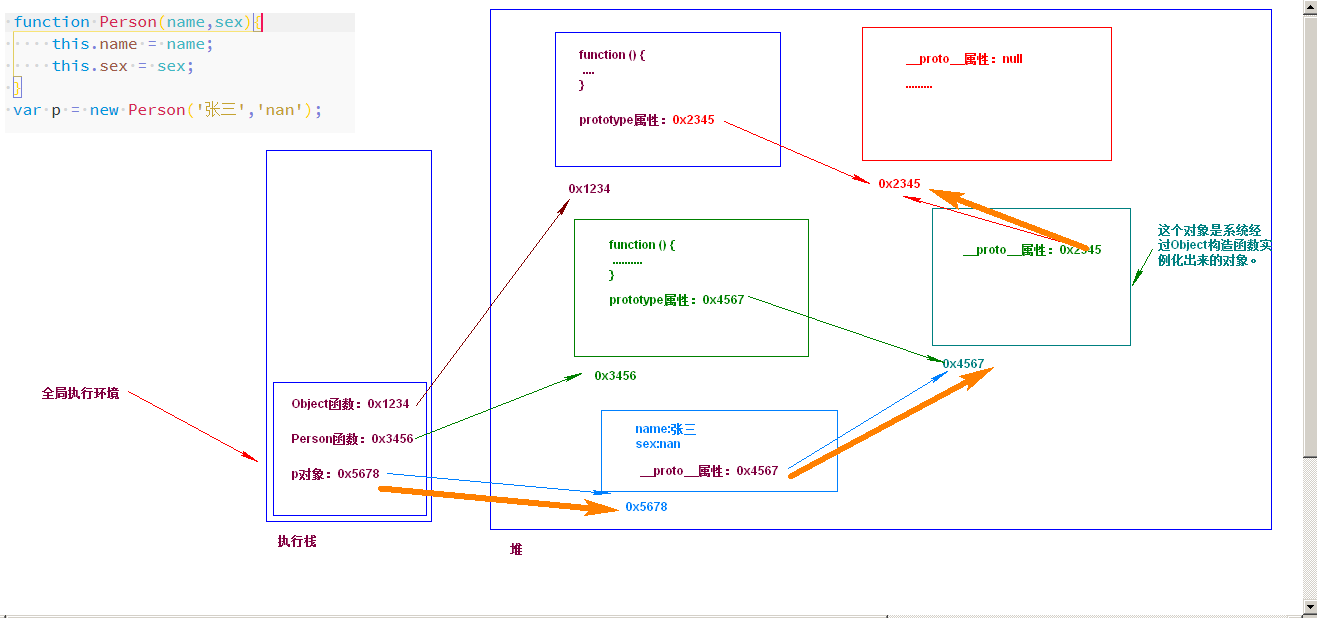 function Person(name,sex){
this.name = name;
this.sex = sex;
}
var p = new Person('张三','nan');
function () {
....
}
prototype属性：0x2345
__proto__属性：null
.........
0x1234
0x2345
function () {
..........
}
prototype属性：0x4567
__proto__属性：0x2345
这个对象是系统经
过Object构造函数实
例化出来的对象。
0x3456
0x4567
全局执行环境
Object函数：0x1234
Person函数：0x3456
p对象：0x5678
name:张三
sex:nan
__proto__属性：0x4567
0x5678
执行栈
堆